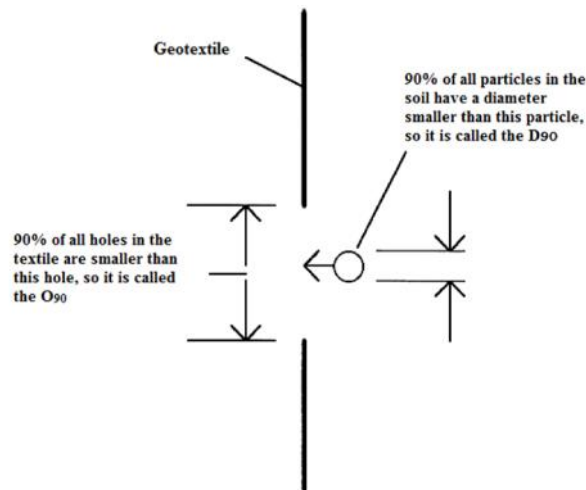 Geotextile
90% of all particles in the
soil have a diameter
smaller than this particle,
so it is called the D90
90% of all holes in the
textile are smaller than
this hole, so it is called
the O90